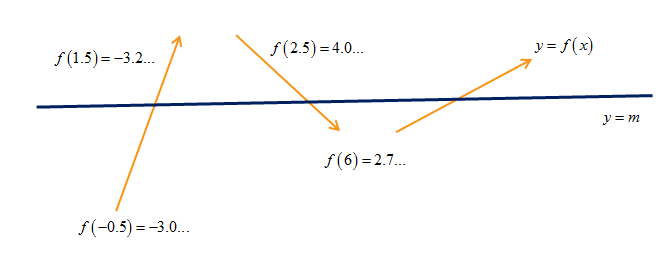 f(1.5)=−3.2...
f(2.5)=4.0...
y=f(x)
y=m
f(6)=2.7...
f(−0.5)=−3.0...